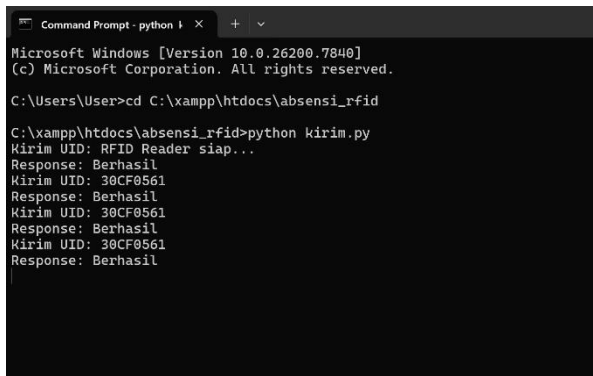 Command Prompt - python k
Microsoft Windows [Version 10.0.26200.7840]
(c) Microsoft Corporation. All rights reserved.
C:\Users\User>cd C:\xampp\htdocs\absensi_rfid
C:\xampp\htdocs\absensi_rfid>python kirim.py
Kirim UID: RFID Reader siap...
Response: Berhasil
Kirim UID: 30CF0561
Response: Berhasil
Kirim UID: 30CF0561
Response: Berhasil
Kirim UID: 30CF0561
Response: Berhasil